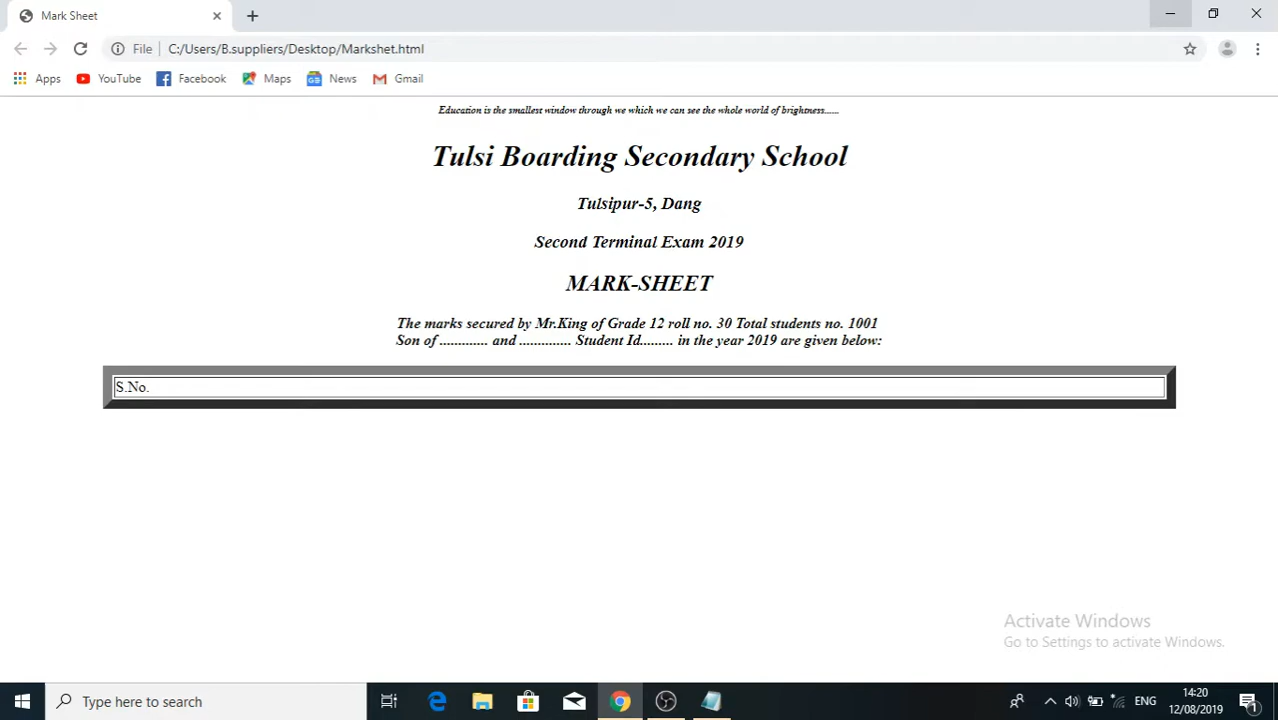 Mark Sheet
File C:/Users/B.suppliers/Desktop/Markshet.html
Apps YouTube Facebook Maps News Gmail
Education is the smallest window through we which we can see the whole world of brightness......
Tulsi Boarding Secondary School
Tulsipur-5, Dang
Second Terminal Exam 2019
MARK-SHEET
The marks secured by Mr.King of Grade 12 roll no. 30 Total students no. 1001
Son of ............. and .............. Student Id......... in the year 2019 are given below:
S.No.
Activate Windows
Go to Settings to activate Windows.
Type here to search
ENG
14:20
12/08/2019
1